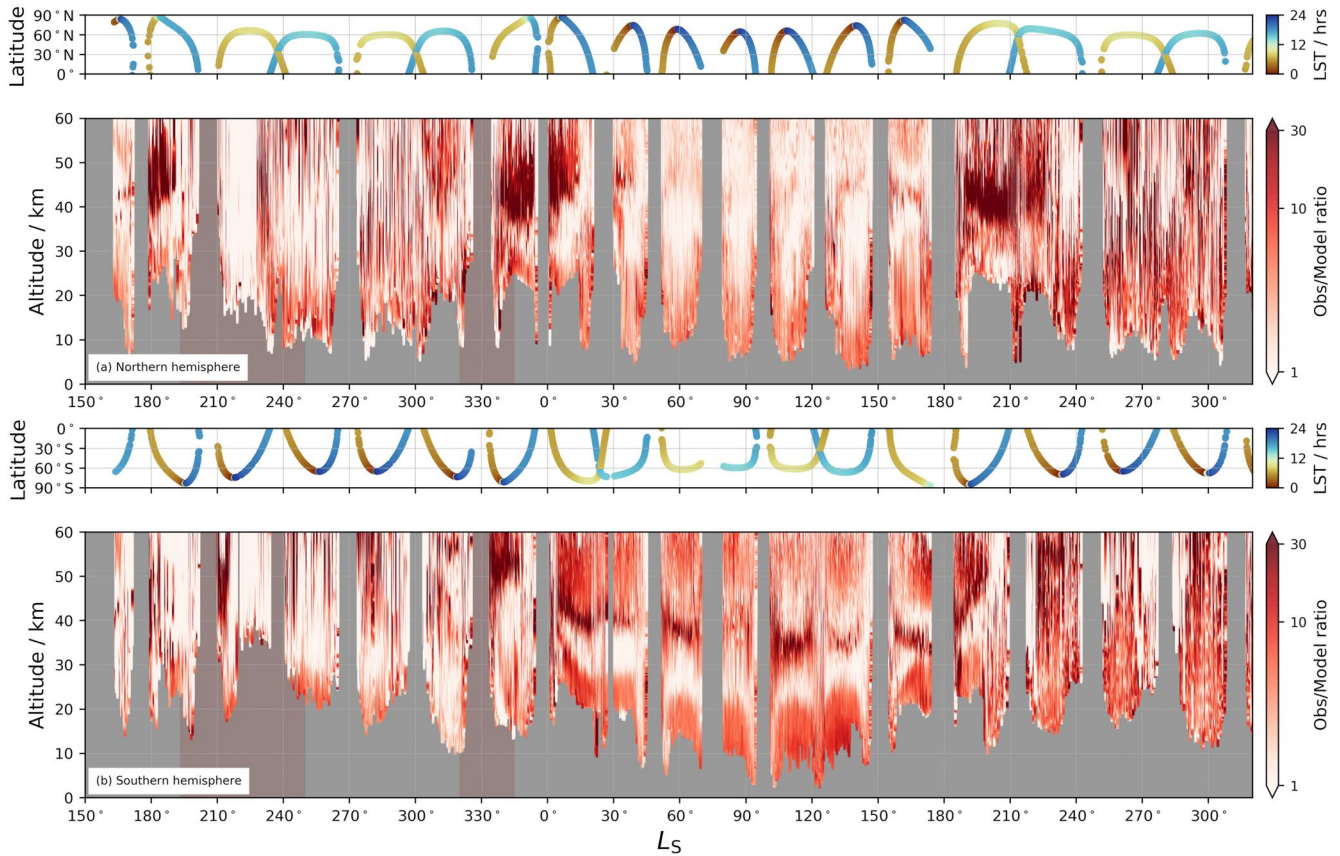 90°N
60°N
30°N
0°
Latitude
24
12
0
LST / hrs
60
50
40
30
20
10
0
Altitude / km
(a) Northern hemisphere
30
10
1
Obs/Model ratio
150° 180° 210° 240° 270° 300° 330° 0 30° 60° 90° 120° 150° 180° 210° 240° 270° 300°
0°
30°S
60°S
90°S
Latitude
24
12
0
LST / hrs
60
50
40
30
20
10
0
Altitude / km
(b) Southern hemisphere
30
10
1
Obs/Model ratio
150° 180° 210° 240° 270° 300° 330° 0 30° 60° 90° 120° 150° 180° 210° 240° 270° 300°
L_S